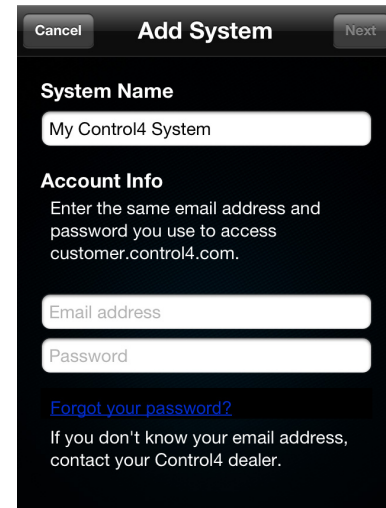 Cancel Add System Next
System Name
My Control4 System
Account Info
Enter the same email address and
password you use to access
customer.control4.com.
Email address
Password
Forgot your password?
If you don't know your email address,
contact your Control4 dealer.